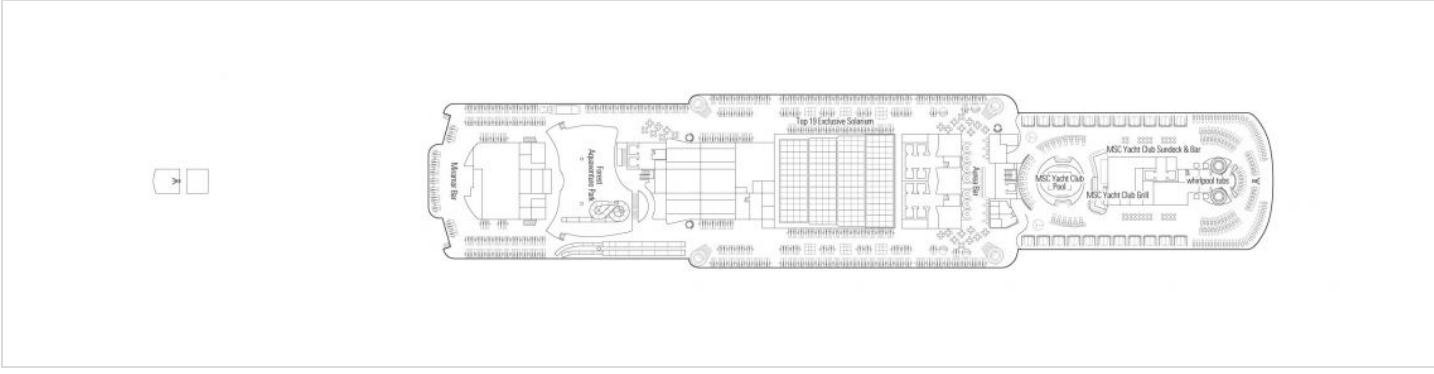 Miramar Bar
Forest
Aquaventure Park
Top 19 Exclusive Solarium
Aurea Bar
MSC Yacht Club
Pool
MSC Yacht Club Sundeck & Bar
MSC Yacht Club Grill
whirlpool tubs